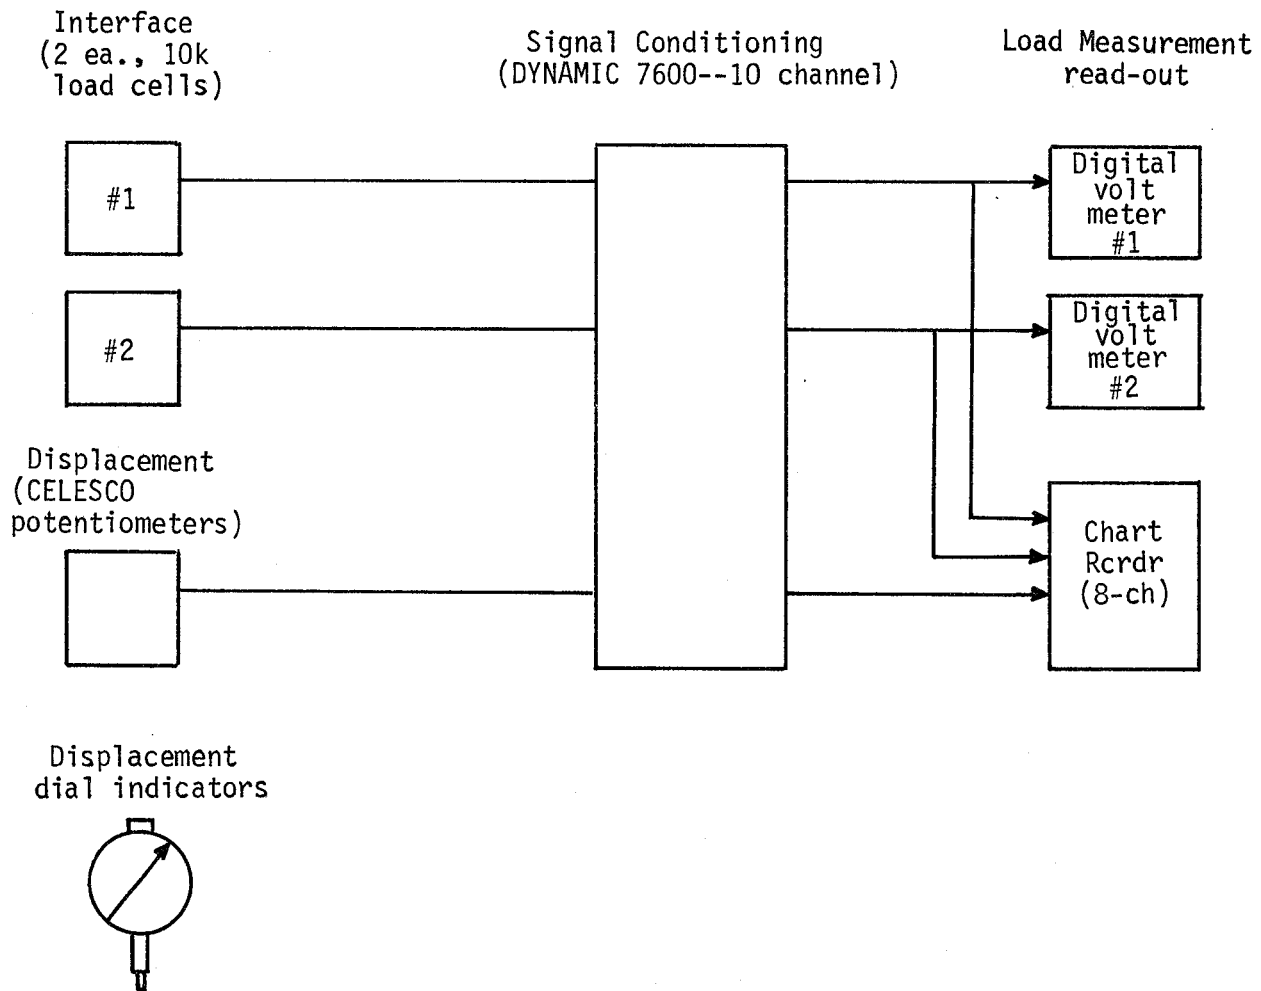 Interface
(2 ea., 10k
load cells)
Signal Conditioning
(DYNAMIC 7600--10 channel)
Load Measurement
read-out
#1
Digital
volt
meter
#1
#2
Digital
volt
meter
#2
Displacement
(CELESCO
potentiometers)
Chart
Rcrdr
(8-ch)
Displacement
dial indicators